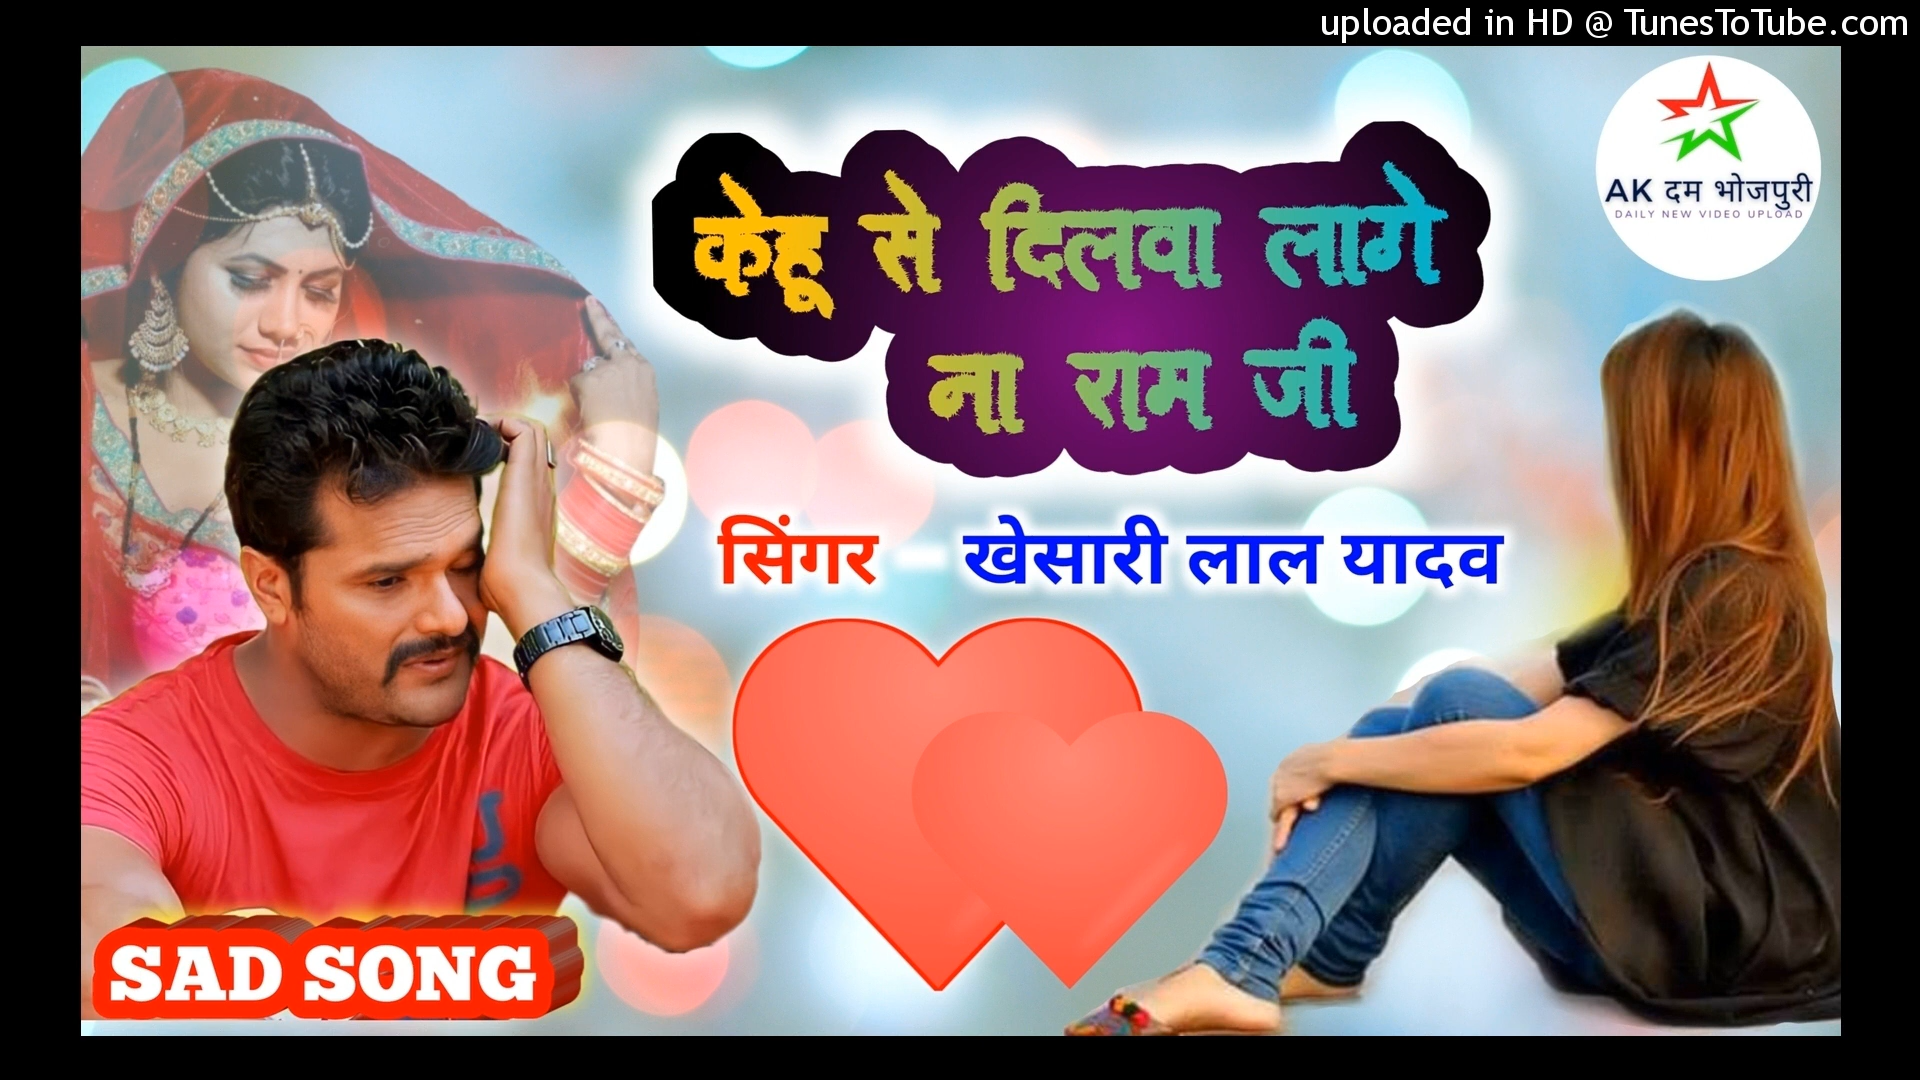 uploaded in HD @ TunesToTube.com
AK दम भोजपुरी
DAILY NEW VIDEO UPLOAD
केहू से दिलवा लागे
ना राम जी
सिंगर - खेसारी लाल यादव
SAD SONG